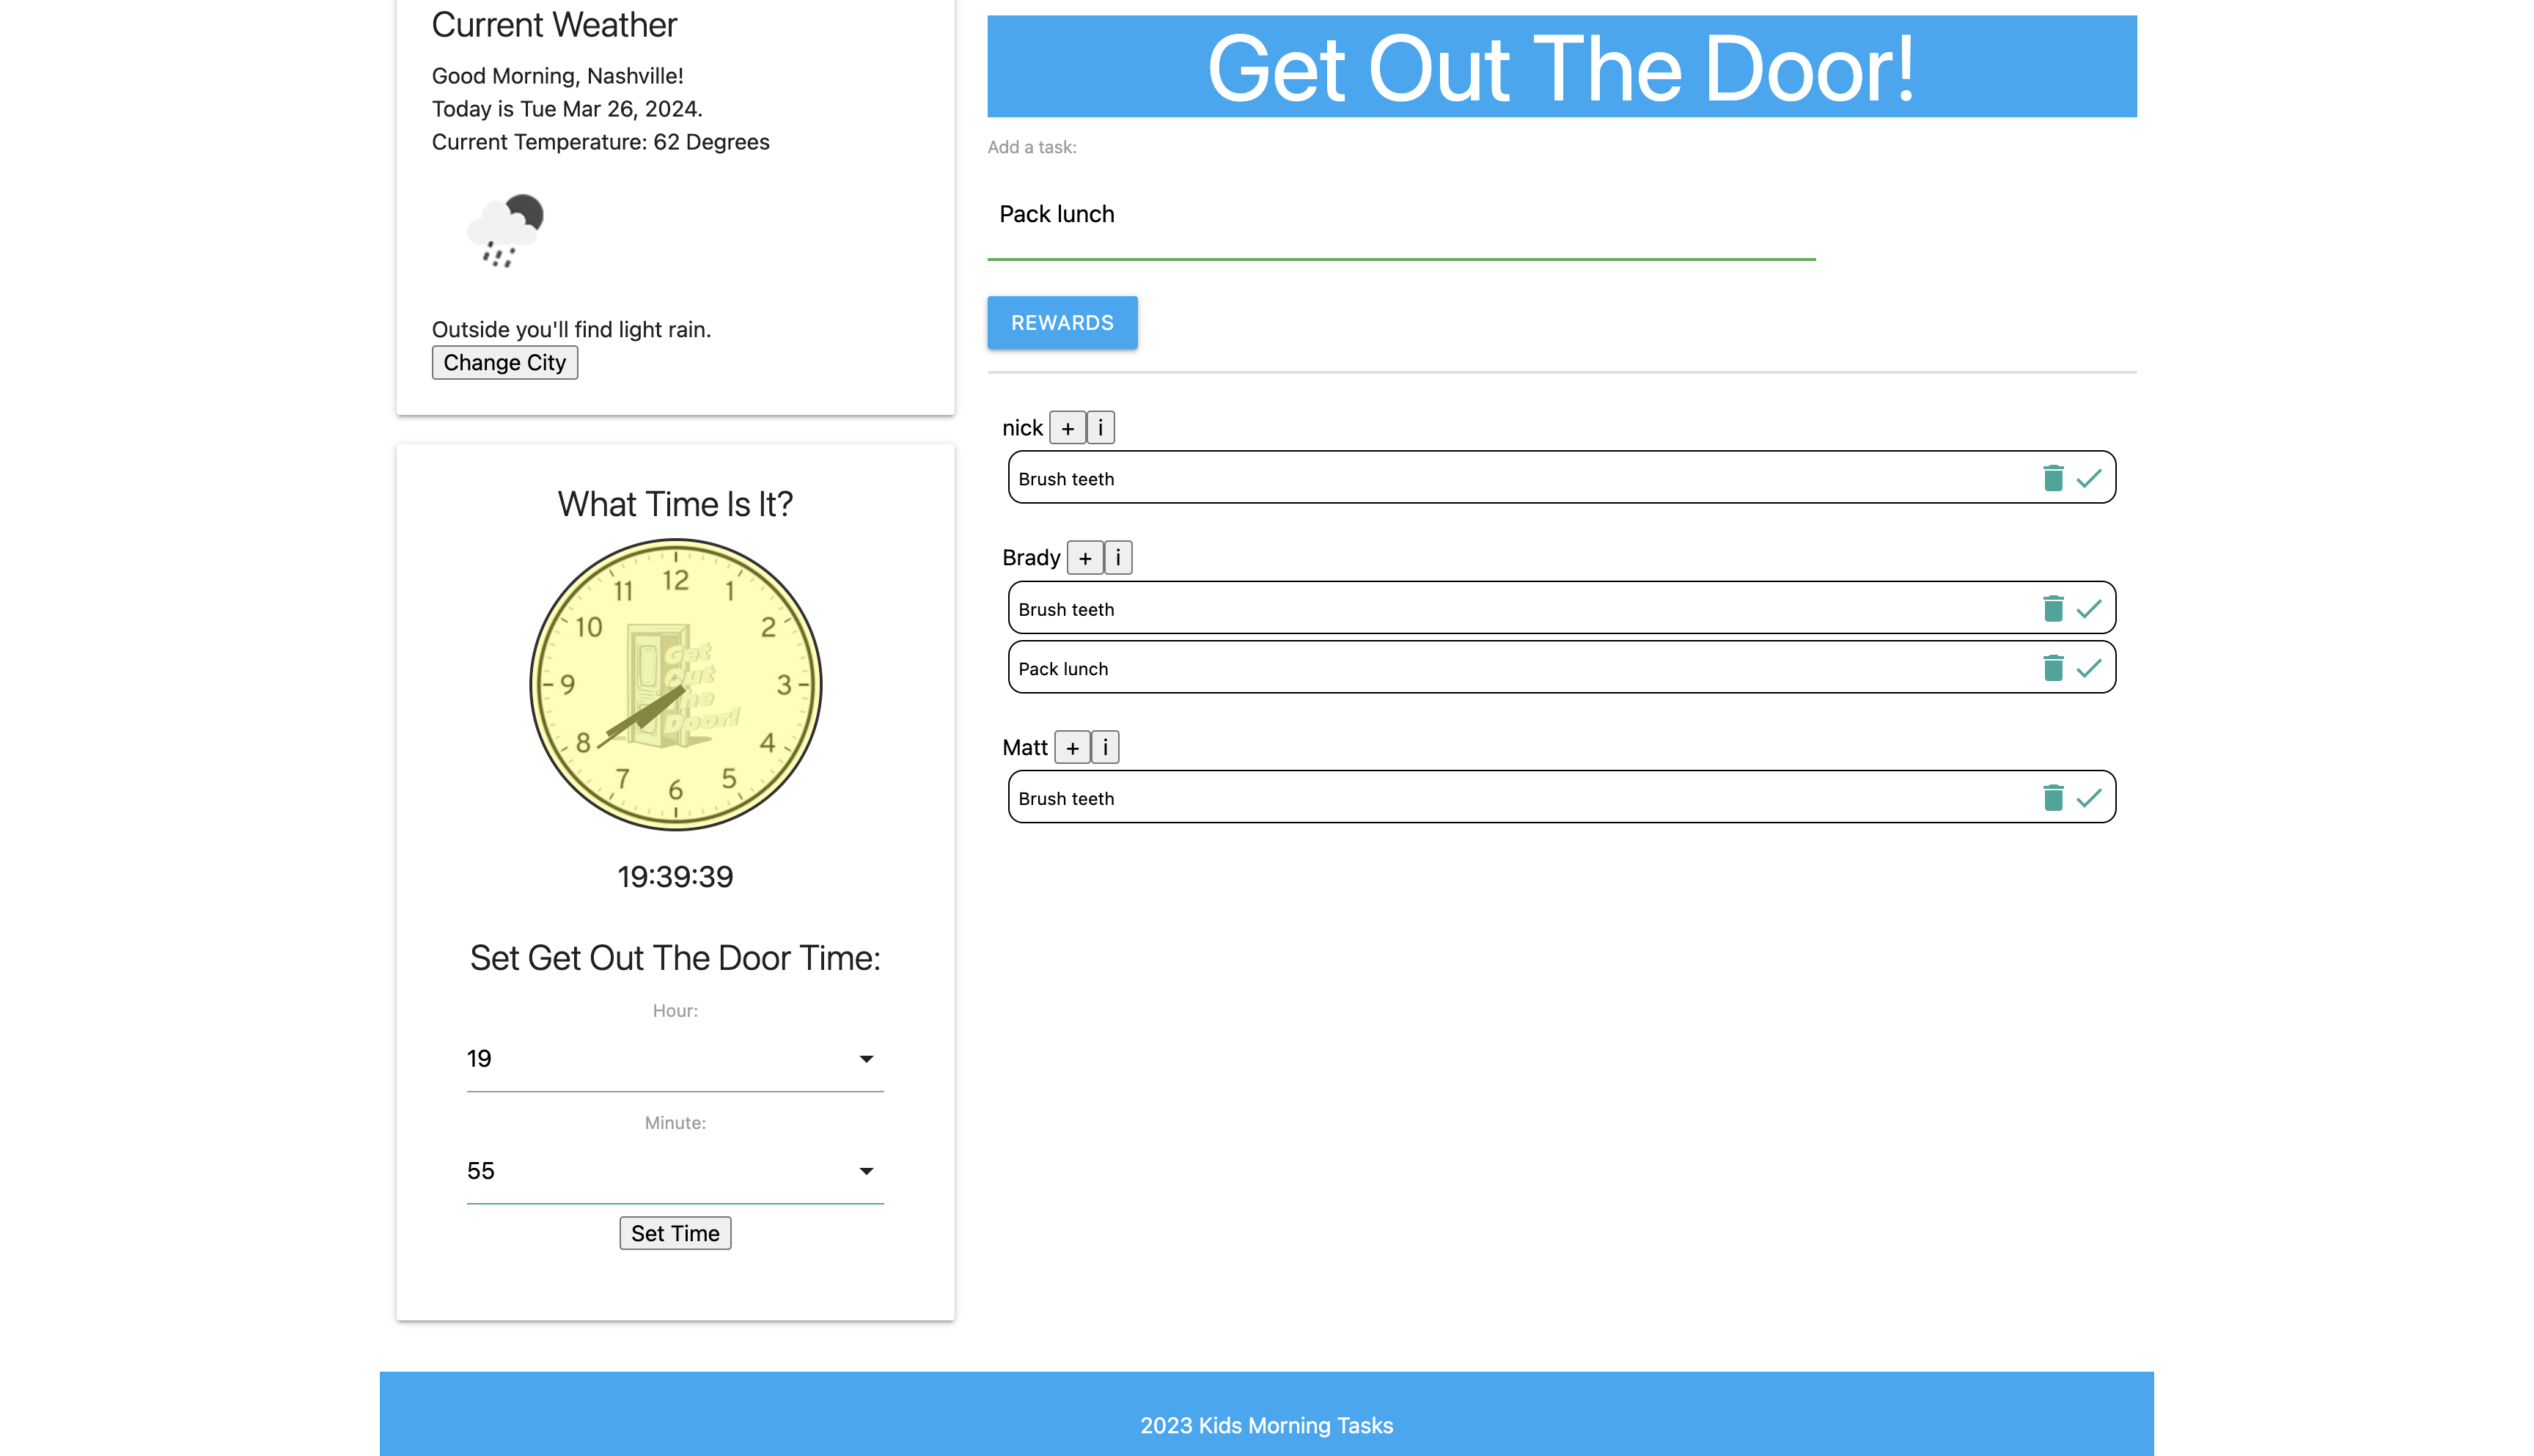 Current Weather
Good Morning, Nashville!
Today is Tue Mar 26, 2024.
Current Temperature: 62 Degrees
Outside you'll find light rain.
Change City
What Time Is It?
12
11 1
10 2
9 3
8 4
7 5
6
Get
Out
The
Door!
19:39:39
Set Get Out The Door Time:
Hour:
19
Minute:
55
Set Time
Get Out The Door!
Add a task:
Pack lunch
REWARDS
nick + i
Brush teeth
Brady + i
Brush teeth
Pack lunch
Matt + i
Brush teeth
2023 Kids Morning Tasks